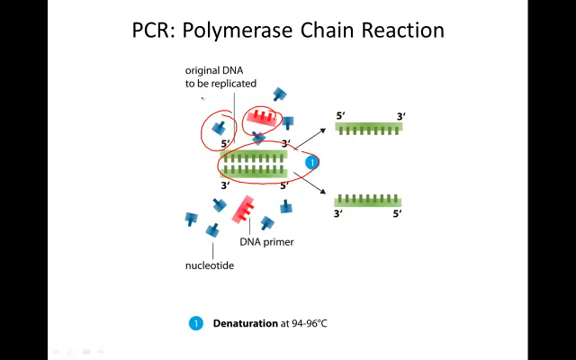 PCR: Polymerase Chain Reaction
original DNA
to be replicated
5‘ 3‘
5‘ 3‘
1
3‘ 5‘
3‘ 5‘
DNA primer
nucleotide
1 Denaturation at 94-96°C